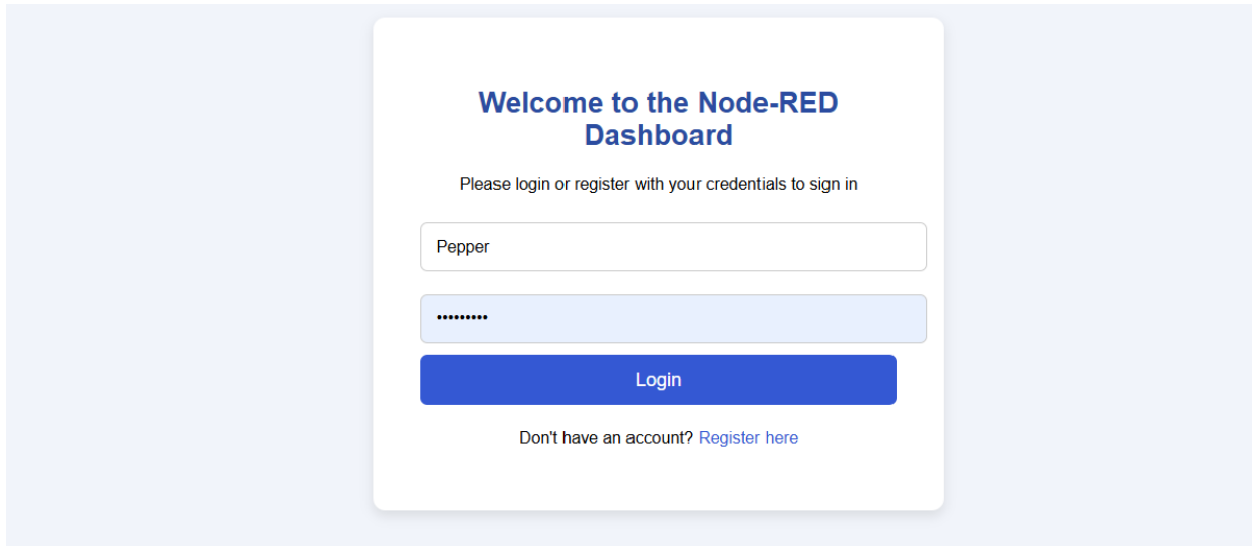 Welcome to the Node-RED
Dashboard
Please login or register with your credentials to sign in
Pepper
•••••••••
Login
Don't have an account? Register here